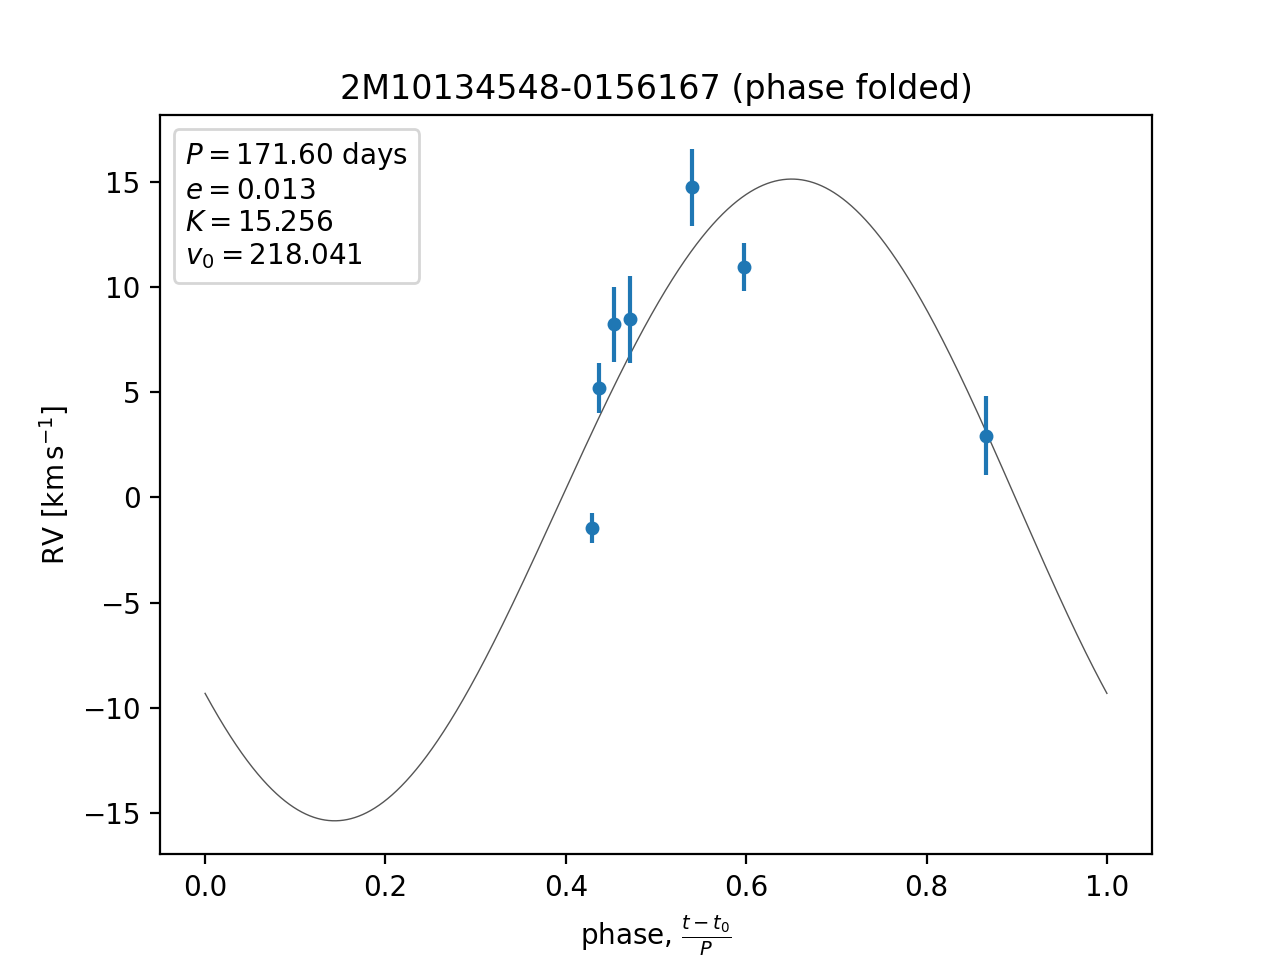 2M10134548-0156167 (phase folded)
P = 171.60 days
e = 0.013
K = 15.256
v₀ = 218.041
15
10
5
0
−5
−10
−15
RV [km s⁻¹]
0.0 0.2 0.4 0.6 0.8 1.0
phase, (t − t₀)/P